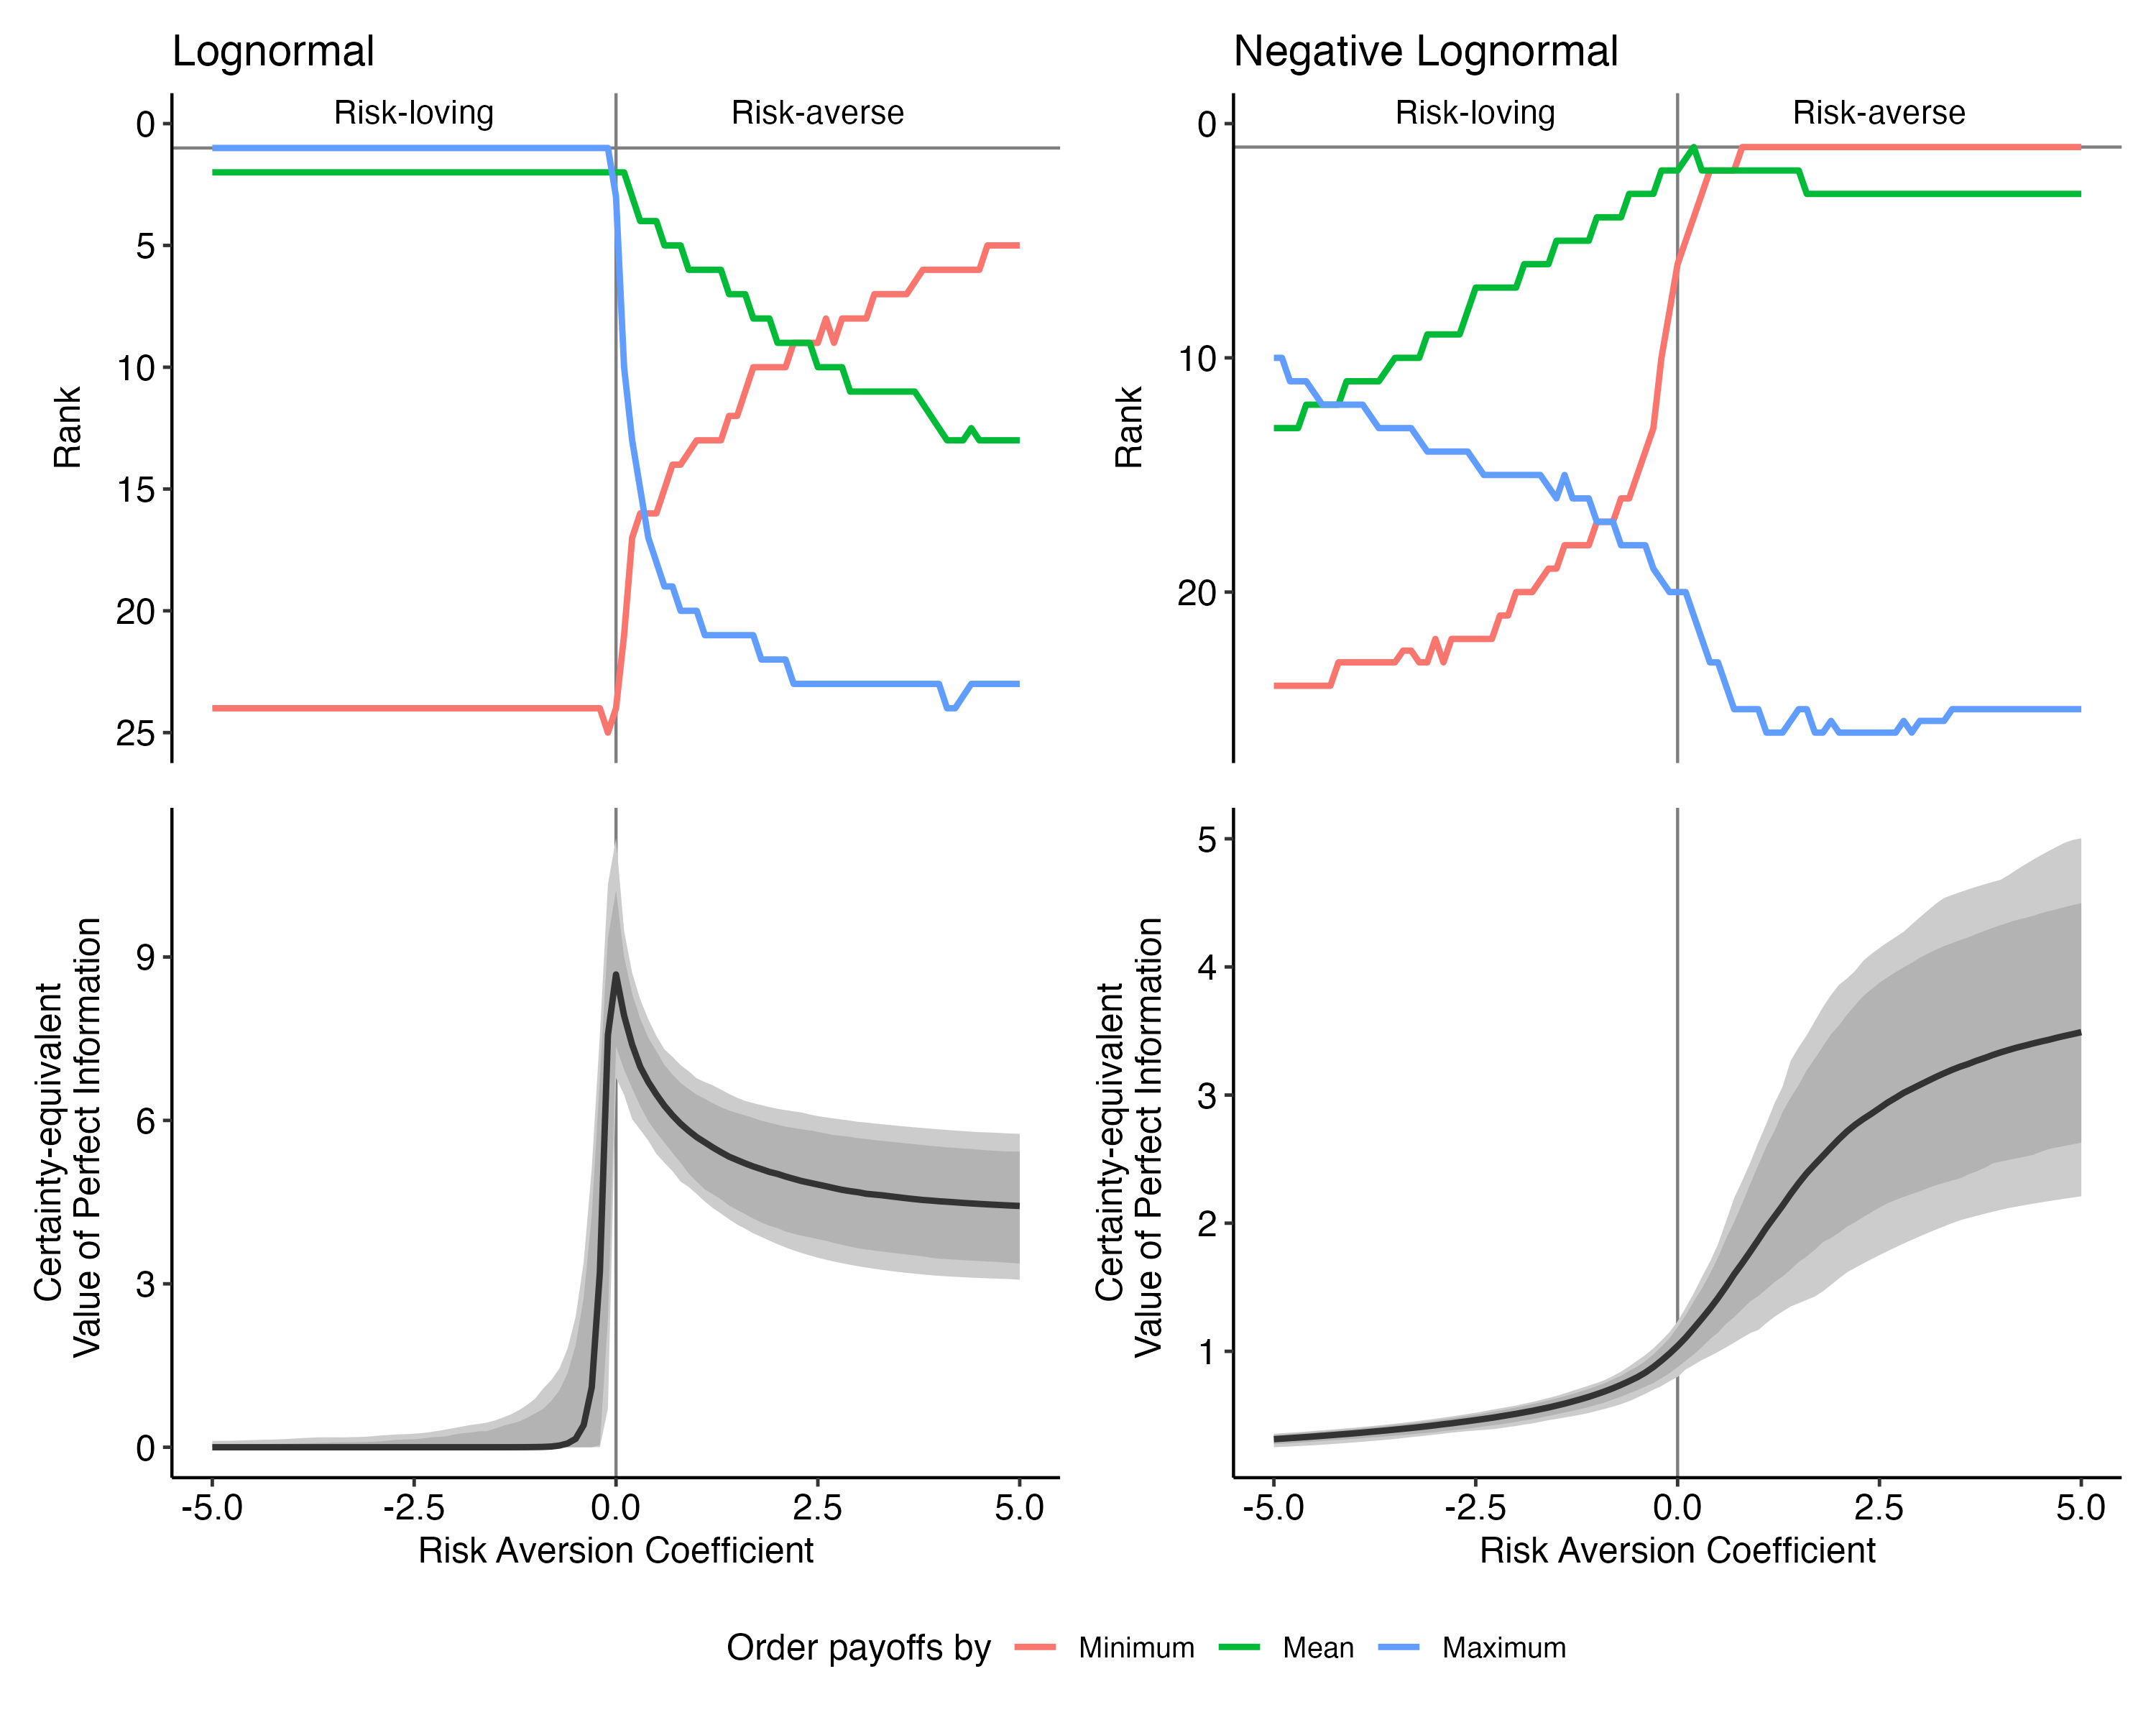 Lognormal
Negative Lognormal
Risk-loving
Risk-averse
Risk-loving
Risk-averse
0
5
10
15
20
25
Rank
0
10
20
Rank
9
6
3
0
Certainty-equivalent
Value of Perfect Information
5
4
3
2
1
Certainty-equivalent
Value of Perfect Information
-5.0
-2.5
0.0
2.5
5.0
-5.0
-2.5
0.0
2.5
5.0
Risk Aversion Coefficient
Risk Aversion Coefficient
Order payoffs by
Minimum
Mean
Maximum